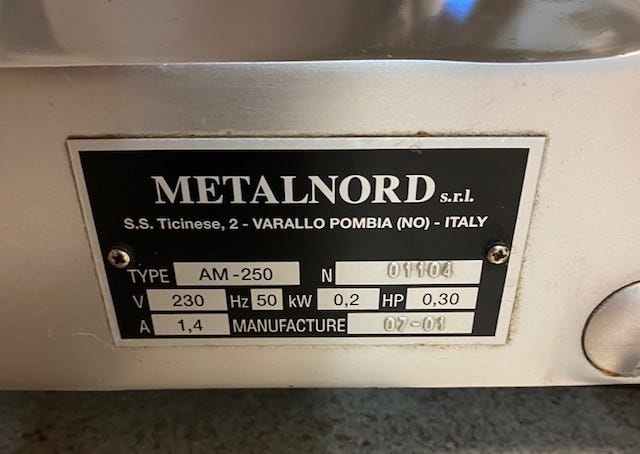 METALNORD s.r.l.
S.S. Ticinese, 2 - VARALLO POMBIA (NO) - ITALY
TYPE AM-250 N 01104
V 230 Hz 50 kW 0,2 HP 0,30
A 1,4 MANUFACTURE 07-01